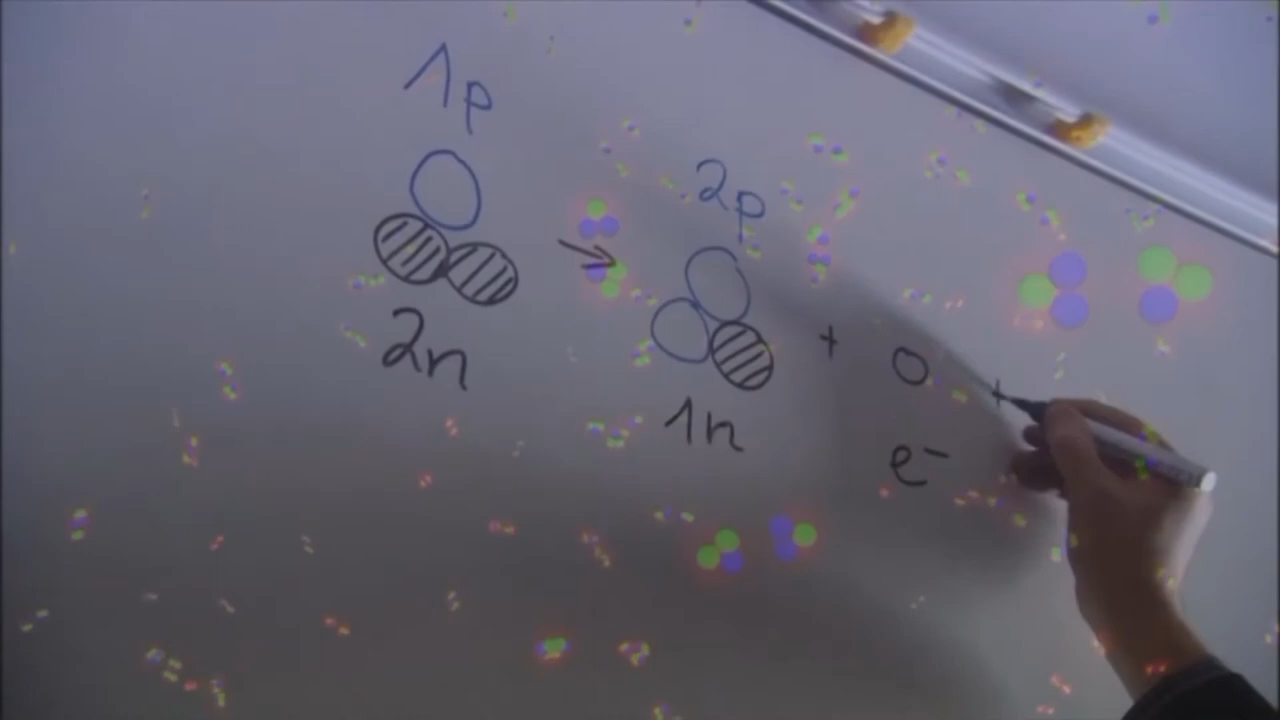 1p
2n
→
2p
1n
+
e⁻
+